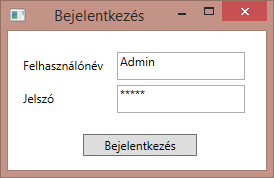 Bejelentkezés
Felhasználónév Admin
Jelszó *****
Bejelentkezés